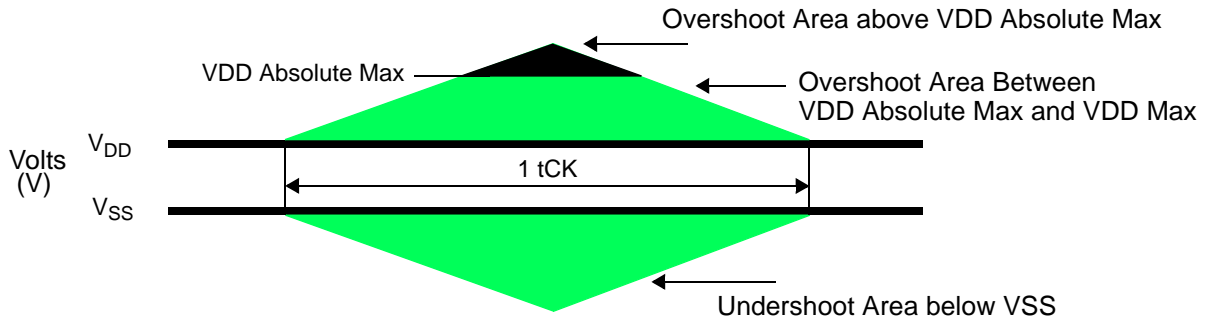 Overshoot Area above VDD Absolute Max
VDD Absolute Max
Overshoot Area Between
VDD Absolute Max and VDD Max
VDD
Volts
(V)
1 tCK
VSS
Undershoot Area below VSS